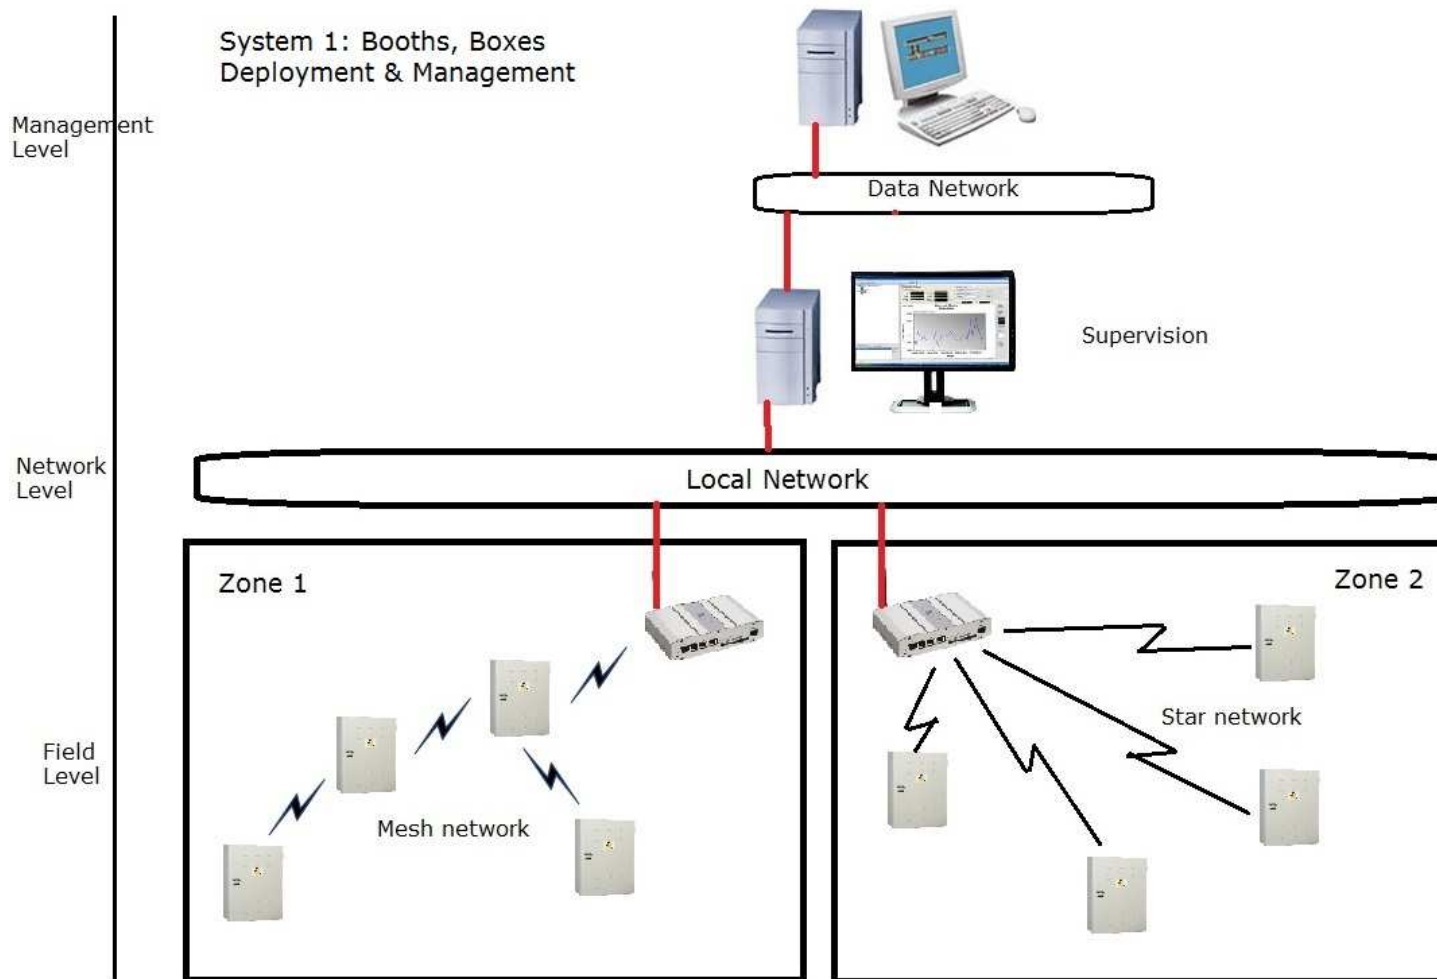 System 1: Booths, Boxes
Deployment & Management
Management
Level
Data Network
Supervision
Network
Level
Local Network
Zone 1
Zone 2
Star network
Field
Level
Mesh network